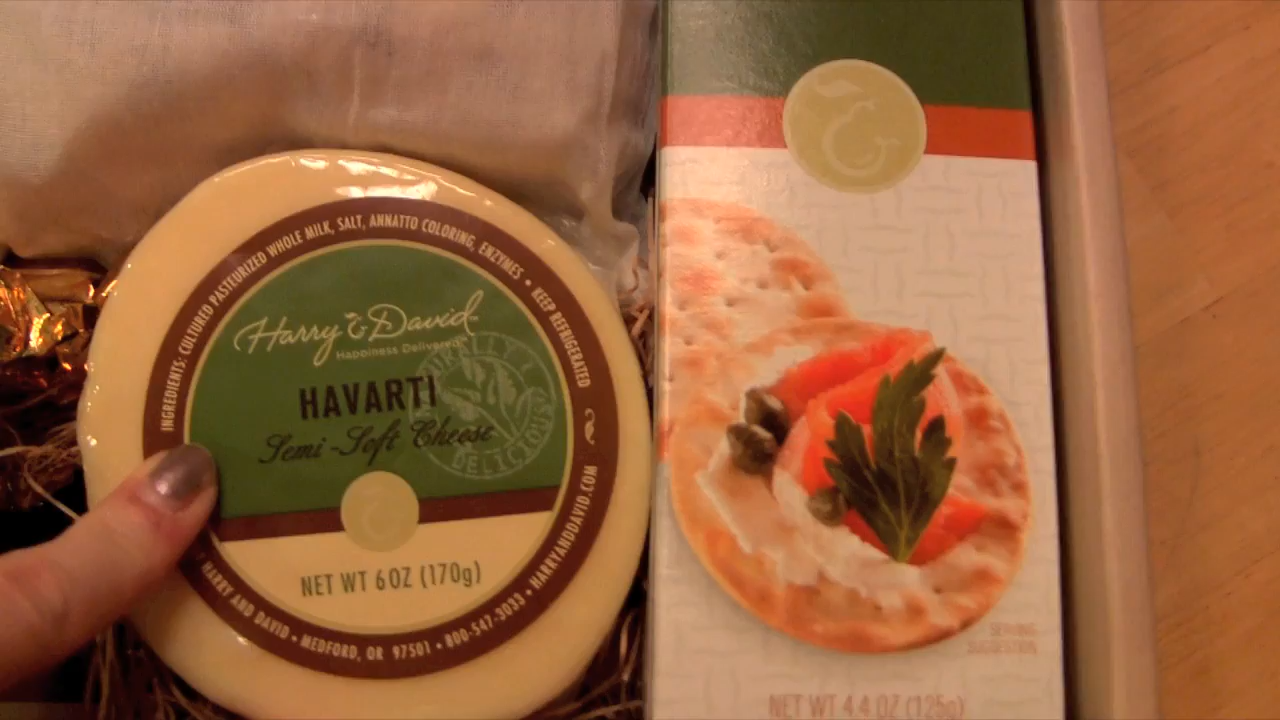 INGREDIENTS: CULTURED PASTEURIZED WHOLE MILK, SALT, ANNATTO COLORING, ENZYMES • KEEP REFRIGERATED
Harry & David
Happiness Delivered
HAVARTI
Semi-Soft Cheese
NATURALLY DELICIOUS
NET WT 6 OZ (170g)
HARRY AND DAVID • MEDFORD, OR 97501 • 800-547-3033 • HARRYANDDAVID.COM
&
SERVING
SUGGESTION
NET WT 4.4 OZ (125g)